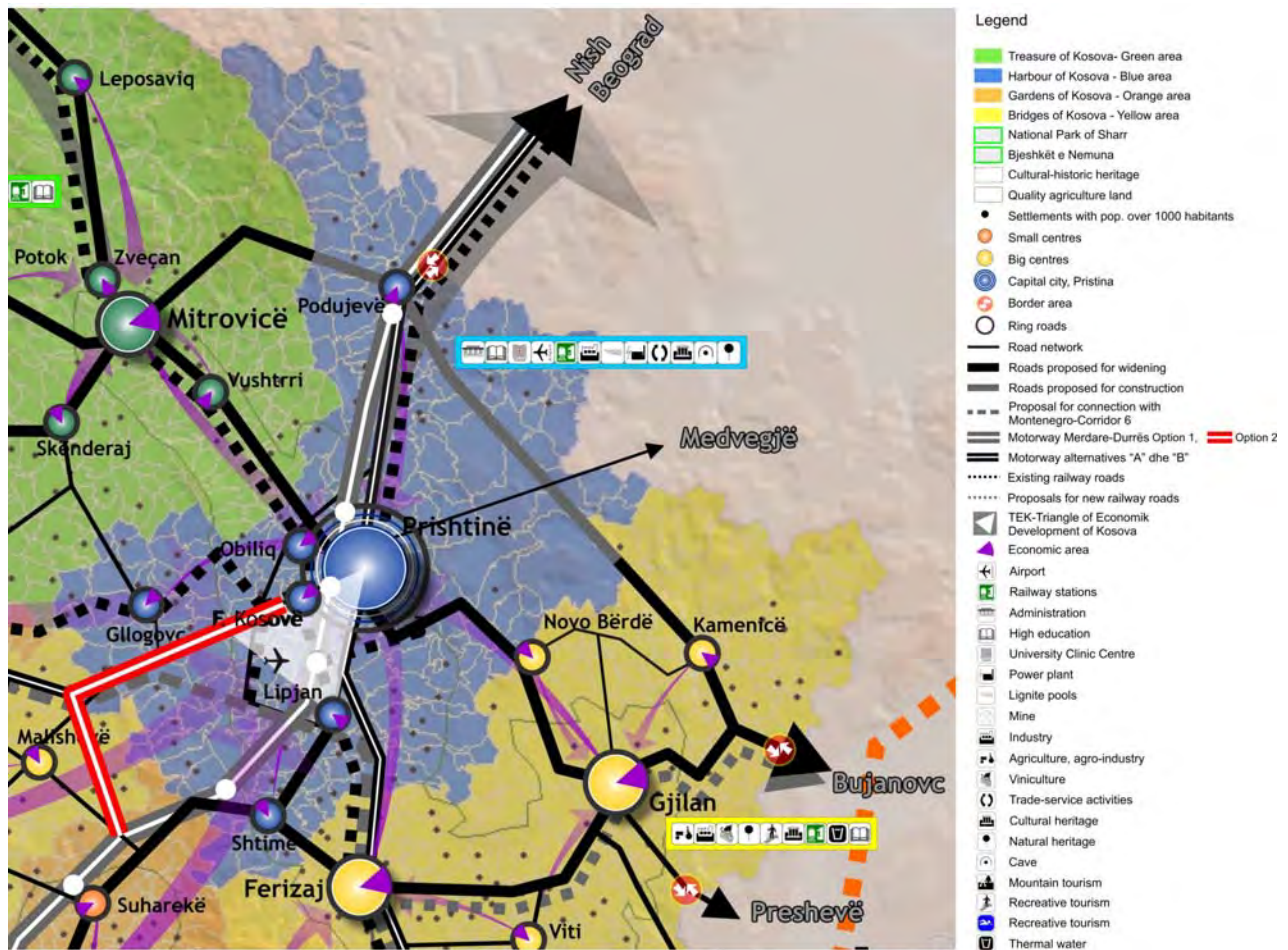 Nish
Beograd
Leposaviq
Potok
Zveçan
Mitrovicë
Podujevë
Vushtrri
Skënderaj
Medvegjë
Prishtinë
Obiliq
F. Kosovë
Gllogovc
Novo Bërdë
Kamenicë
Lipjan
Malishevë
Bujanovc
Gjilan
Shtime
Ferizaj
Suharekë
Viti
Preshevë
Legend
Treasure of Kosova- Green area
Harbour of Kosova - Blue area
Gardens of Kosova - Orange area
Bridges of Kosova - Yellow area
National Park of Sharr
Bjeshkët e Nemuna
Cultural-historic heritage
Quality agriculture land
Settlements with pop. over 1000 habitants
Small centres
Big centres
Capital city, Pristina
Border area
Ring roads
Road network
Roads proposed for widening
Roads proposed for construction
Proposal for connection with
Montenegro-Corridor 6
Motorway Merdare-Durrës Option 1, Option 2
Motorway alternatives "A" dhe "B"
Existing railway roads
Proposals for new railway roads
TEK-Triangle of Economik
Development of Kosova
Economic area
Airport
Railway stations
Administration
High education
University Clinic Centre
Power plant
Lignite pools
Mine
Industry
Agriculture, agro-industry
Viniculture
Trade-service activities
Cultural heritage
Natural heritage
Cave
Mountain tourism
Recreative tourism
Recreative tourism
Thermal water